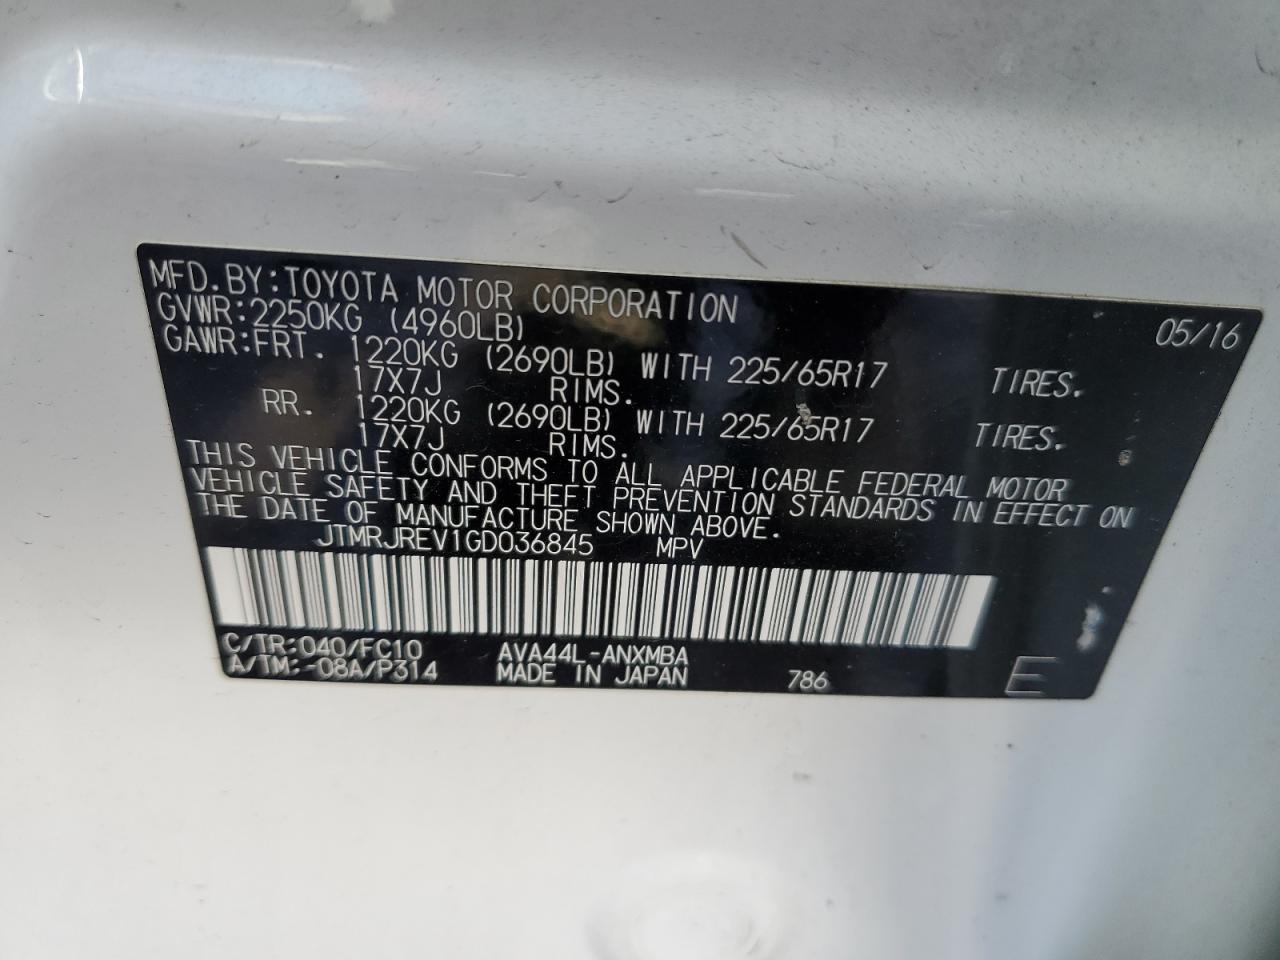 MFD.BY:TOYOTA MOTOR CORPORATION 05/16
GVWR:2250KG (4960LB)
GAWR:FRT. 1220KG (2690LB) WITH 225/65R17 TIRES.
17X7J RIMS.
RR. 1220KG (2690LB) WITH 225/65R17 TIRES.
17X7J RIMS.
THIS VEHICLE CONFORMS TO ALL APPLICABLE FEDERAL MOTOR
VEHICLE SAFETY AND THEFT PREVENTION STANDARDS IN EFFECT ON
THE DATE OF MANUFACTURE SHOWN ABOVE.
JTMRJREV1GD036845 MPV
C/TR:040/FC10 AVA44L-ANXMBA
A/TM:-08A/P314 MADE IN JAPAN 786 E